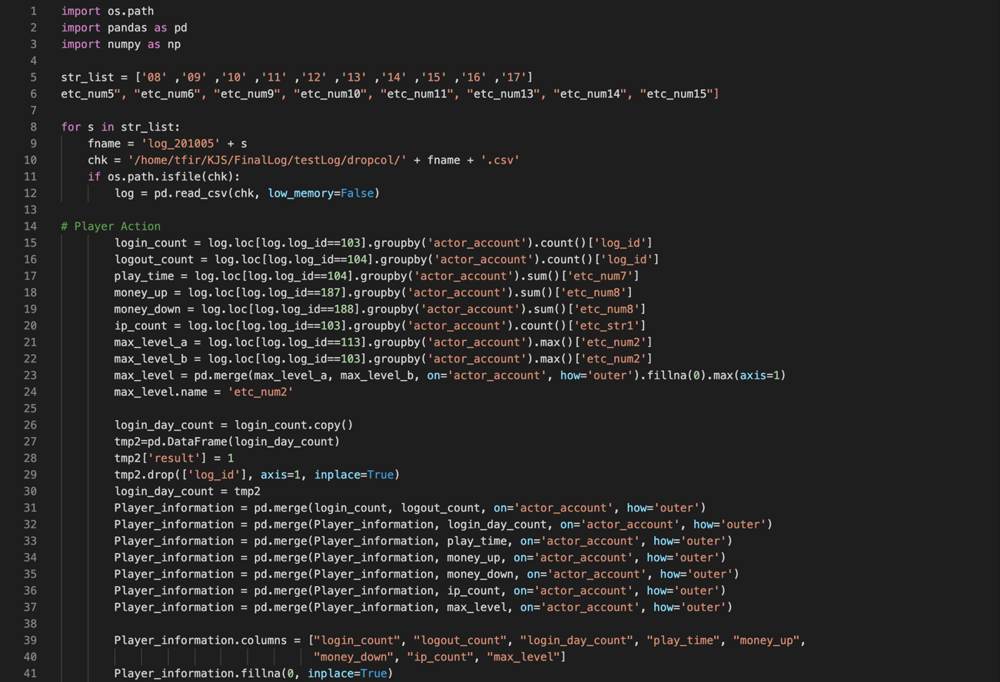 1 import os.path
2 import pandas as pd
3 import numpy as np
4
5 str_list = ['08' ,'09' ,'10' ,'11' ,'12' ,'13' ,'14' ,'15' ,'16' ,'17']
6 etc_num5", "etc_num6", "etc_num9", "etc_num10", "etc_num11", "etc_num13", "etc_num14", "etc_num15"]
7
8 for s in str_list:
9     fname = 'log_201005' + s
10     chk = '/home/tfir/KJS/FinalLog/testLog/dropcol/' + fname + '.csv'
11     if os.path.isfile(chk):
12         log = pd.read_csv(chk, low_memory=False)
13
14 # Player Action
15         login_count = log.loc[log.log_id==103].groupby('actor_account').count()['log_id']
16         logout_count = log.loc[log.log_id==104].groupby('actor_account').count()['log_id']
17         play_time = log.loc[log.log_id==104].groupby('actor_account').sum()['etc_num7']
18         money_up = log.loc[log.log_id==187].groupby('actor_account').sum()['etc_num8']
19         money_down = log.loc[log.log_id==188].groupby('actor_account').sum()['etc_num8']
20         ip_count = log.loc[log.log_id==103].groupby('actor_account').count()['etc_str1']
21         max_level_a = log.loc[log.log_id==113].groupby('actor_account').max()['etc_num2']
22         max_level_b = log.loc[log.log_id==103].groupby('actor_account').max()['etc_num2']
23         max_level = pd.merge(max_level_a, max_level_b, on='actor_account', how='outer').fillna(0).max(axis=1)
24         max_level.name = 'etc_num2'
25
26         login_day_count = login_count.copy()
27         tmp2=pd.DataFrame(login_day_count)
28         tmp2['result'] = 1
29         tmp2.drop(['log_id'], axis=1, inplace=True)
30         login_day_count = tmp2
31         Player_information = pd.merge(login_count, logout_count, on='actor_account', how='outer')
32         Player_information = pd.merge(Player_information, login_day_count, on='actor_account', how='outer')
33         Player_information = pd.merge(Player_information, play_time, on='actor_account', how='outer')
34         Player_information = pd.merge(Player_information, money_up, on='actor_account', how='outer')
35         Player_information = pd.merge(Player_information, money_down, on='actor_account', how='outer')
36         Player_information = pd.merge(Player_information, ip_count, on='actor_account', how='outer')
37         Player_information = pd.merge(Player_information, max_level, on='actor_account', how='outer')
38
39         Player_information.columns = ["login_count", "logout_count", "login_day_count", "play_time", "money_up",
40                                       "money_down", "ip_count", "max_level"]
41         Player_information.fillna(0, inplace=True)